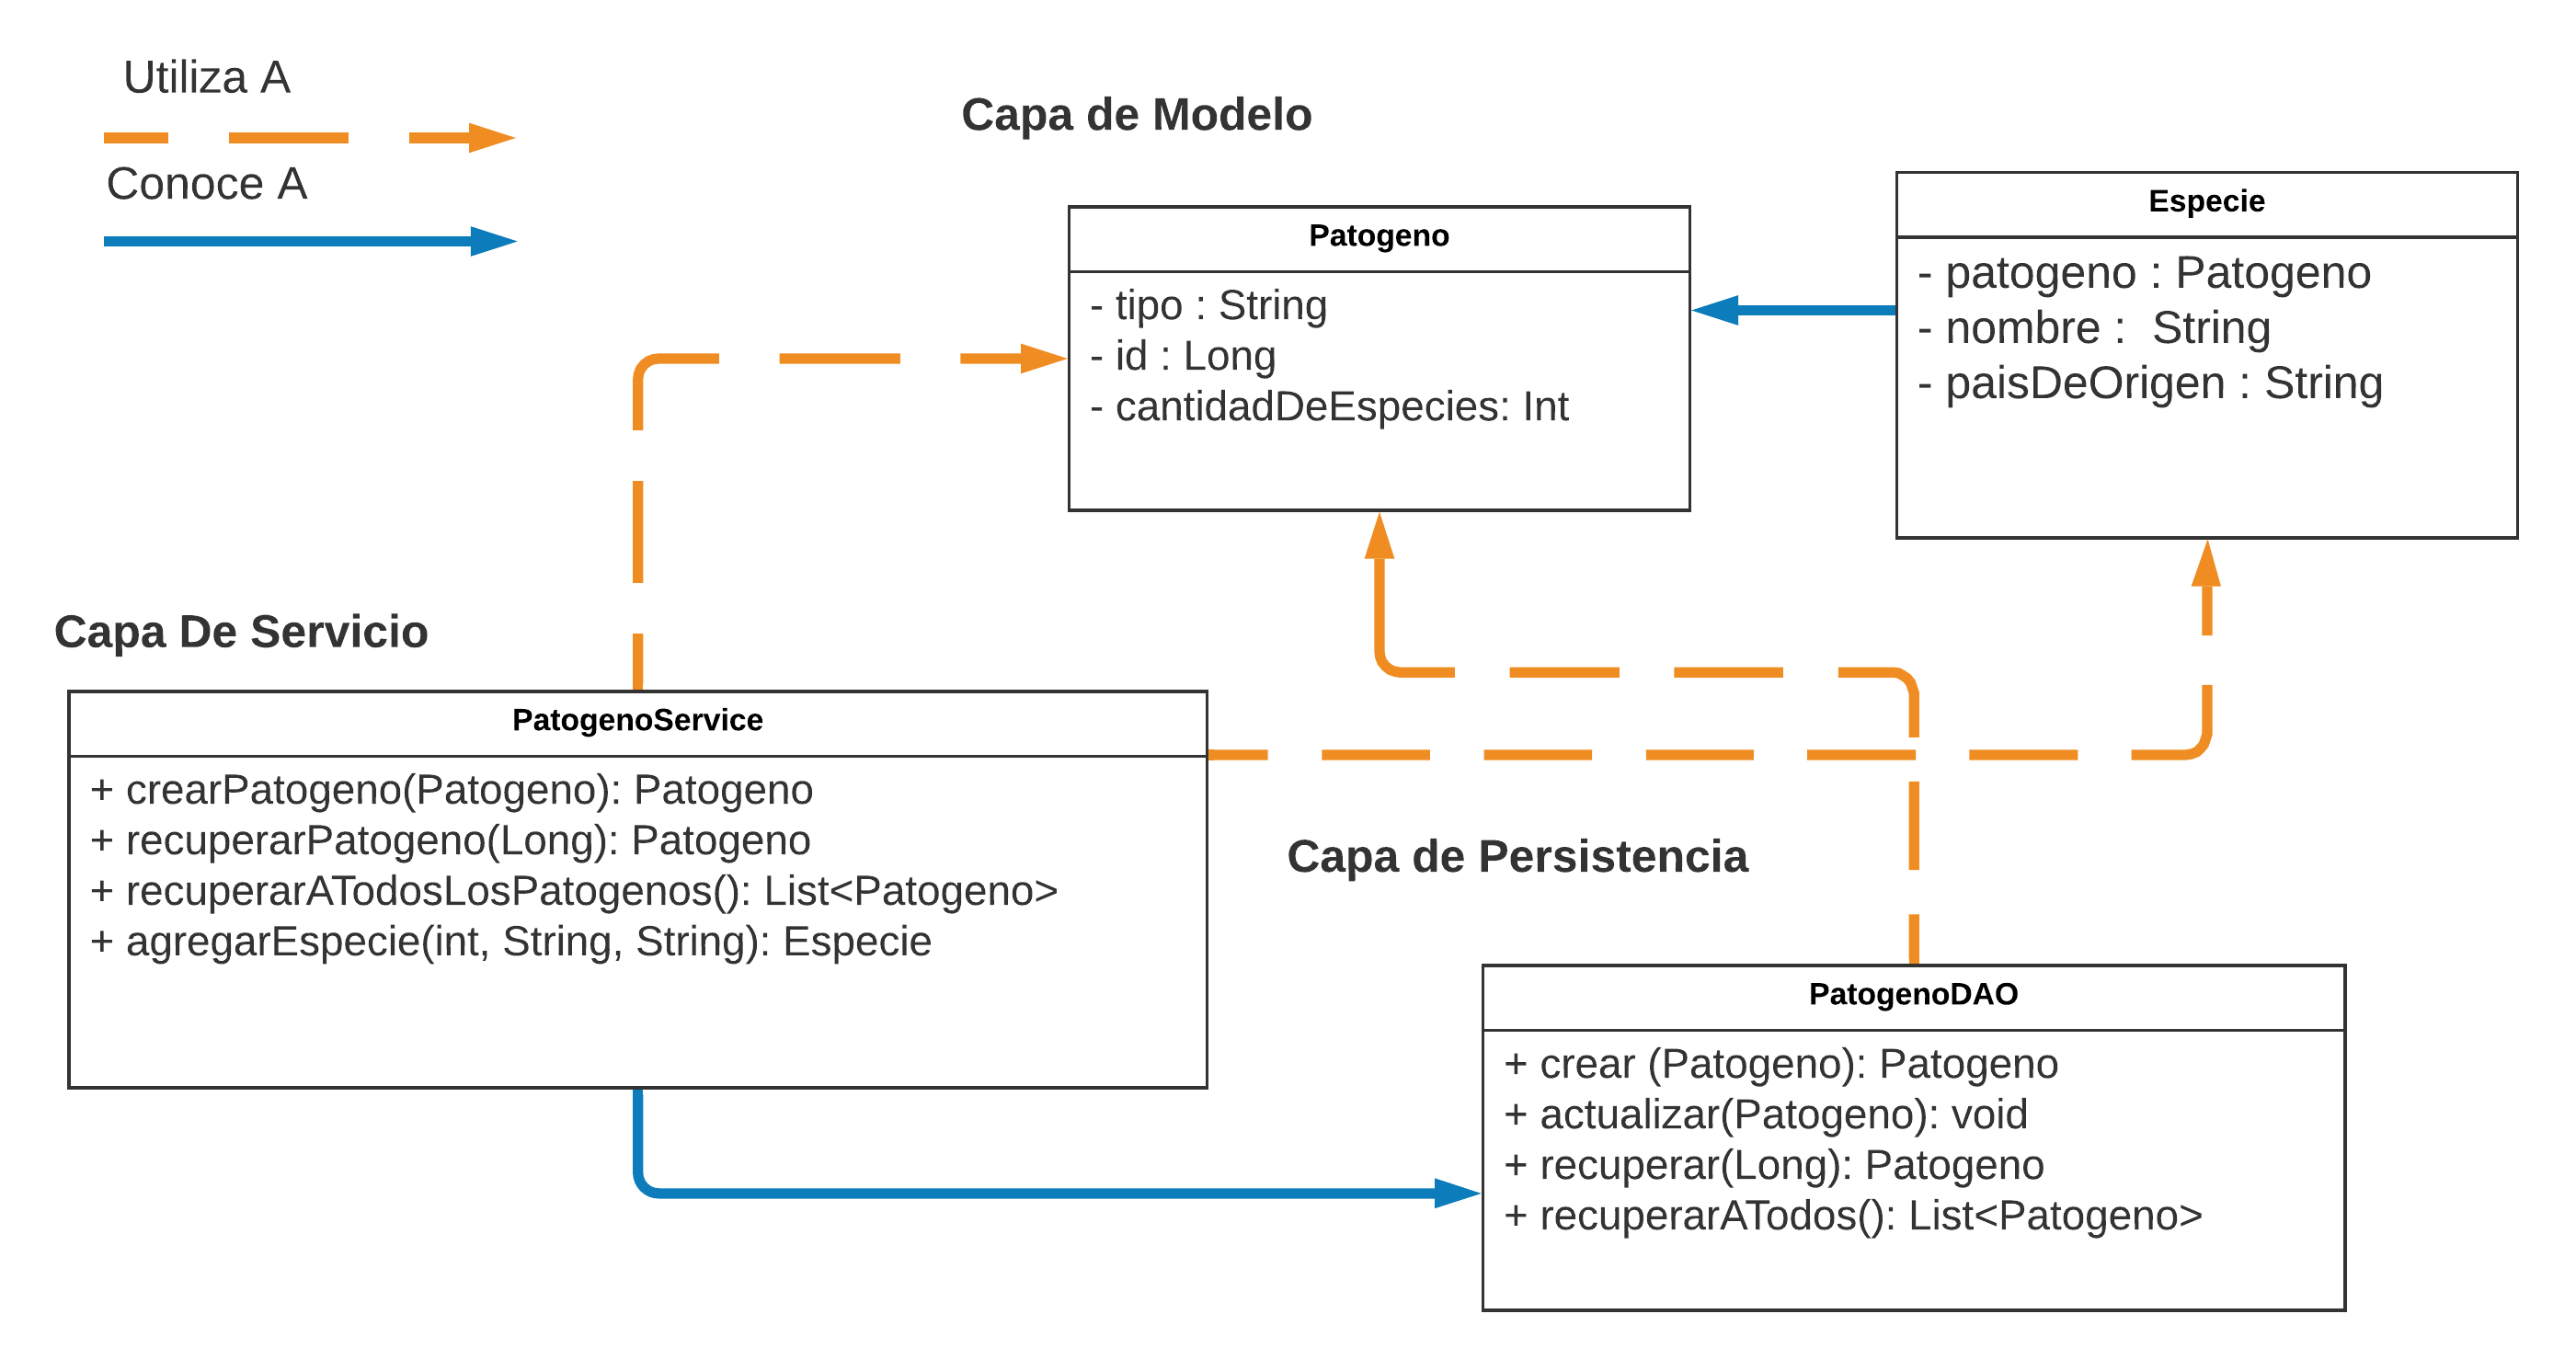 Utiliza A
Conoce A
Capa de Modelo
Patogeno
- tipo : String
- id : Long
- cantidadDeEspecies: Int
Especie
- patogeno : Patogeno
- nombre :  String
- paisDeOrigen : String
Capa De Servicio
PatogenoService
+ crearPatogeno(Patogeno): Patogeno
+ recuperarPatogeno(Long): Patogeno
+ recuperarATodosLosPatogenos(): List<Patogeno>
+ agregarEspecie(int, String, String): Especie
Capa de Persistencia
PatogenoDAO
+ crear (Patogeno): Patogeno
+ actualizar(Patogeno): void
+ recuperar(Long): Patogeno
+ recuperarATodos(): List<Patogeno>